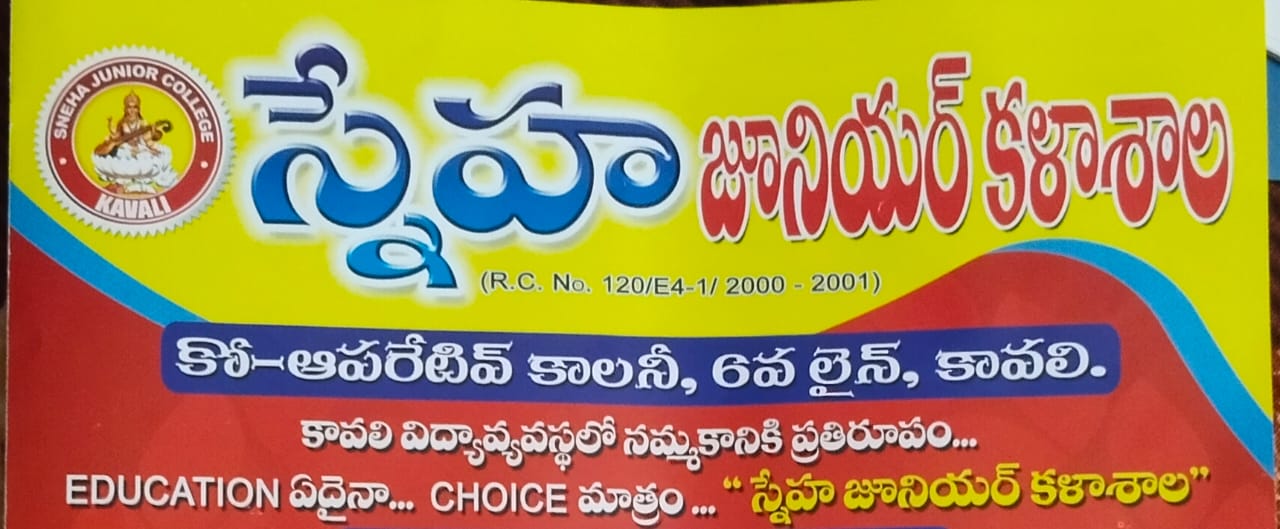 SNEHA JUNIOR COLLEGE
KAVALI
స్నేహ జూనియర్ కళాశాల
(R.C. No. 120/E4-1/ 2000 - 2001)
కో-ఆపరేటివ్ కాలనీ, 6వ లైన్, కావలి.
కావలి విద్యావ్యవస్థలో నమ్మకానికి ప్రతిరూపం...
EDUCATION ఏదైనా... CHOICE మాత్రం... “స్నేహ జూనియర్ కళాశాల”